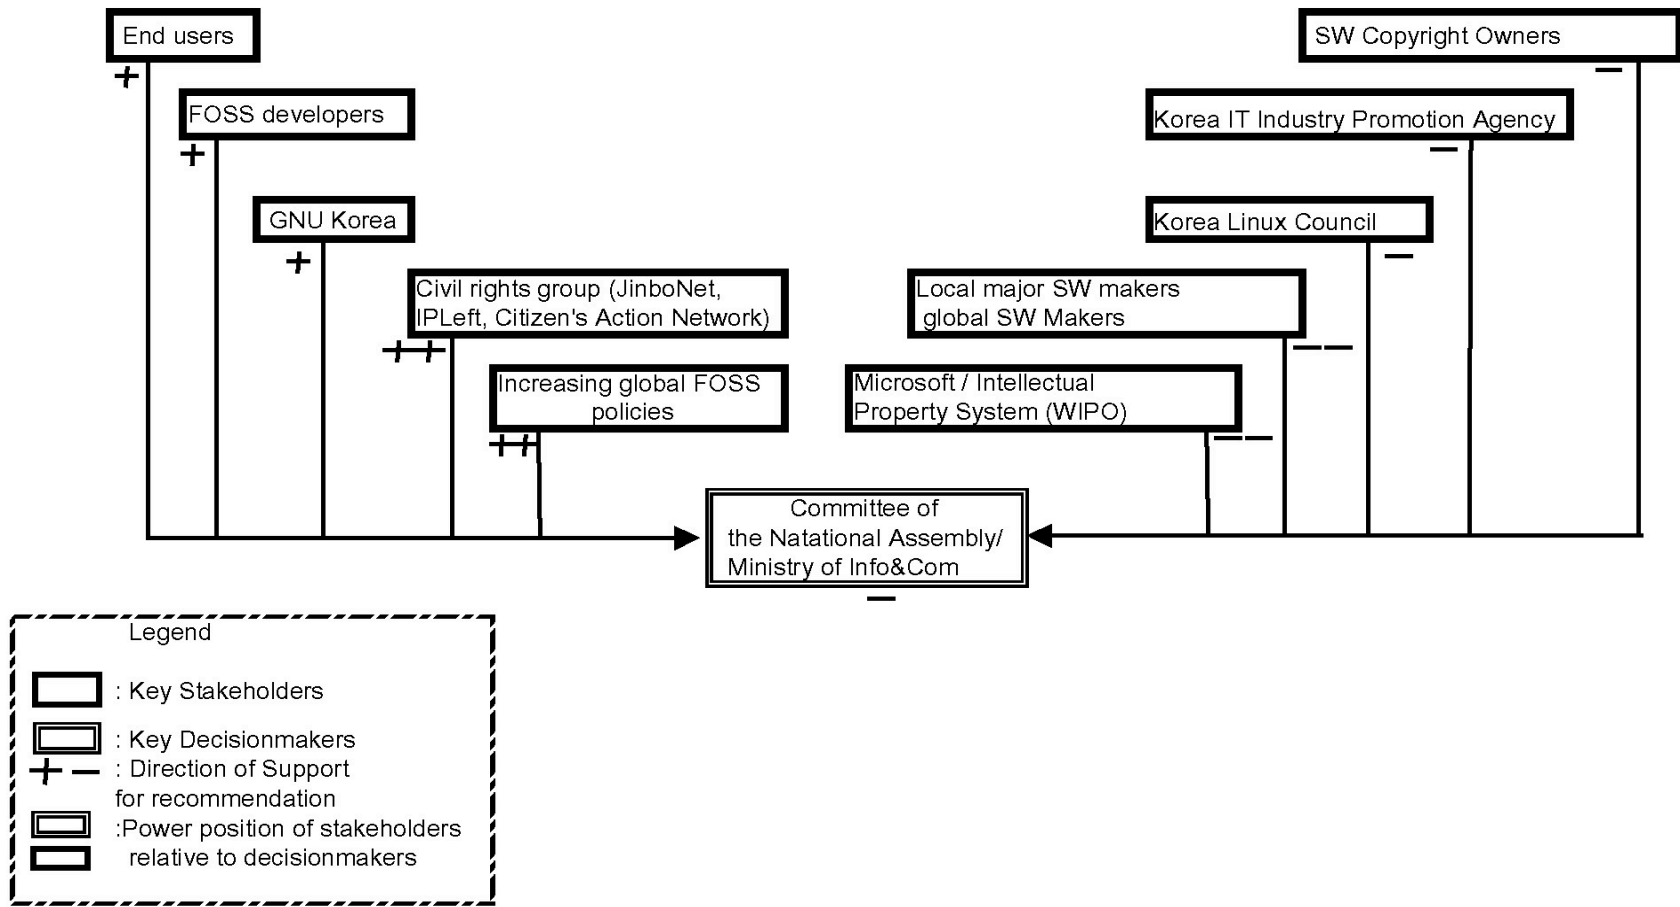 End users
+
SW Copyright Owners
—
FOSS developers
+
Korea IT Industry Promotion Agency
—
GNU Korea
+
Korea Linux Council
—
Civil rights group (JinboNet,
IPLeft, Citizen's Action Network)
++
Local major SW makers
global SW Makers
— —
Increasing global FOSS
policies
++
Microsoft / Intellectual
Property System (WIPO)
— —
Committee of
the Natational Assembly/
Ministry of Info&Com
—
Legend
: Key Stakeholders
: Key Decisionmakers
+ — : Direction of Support
for recommendation
:Power position of stakeholders
relative to decisionmakers